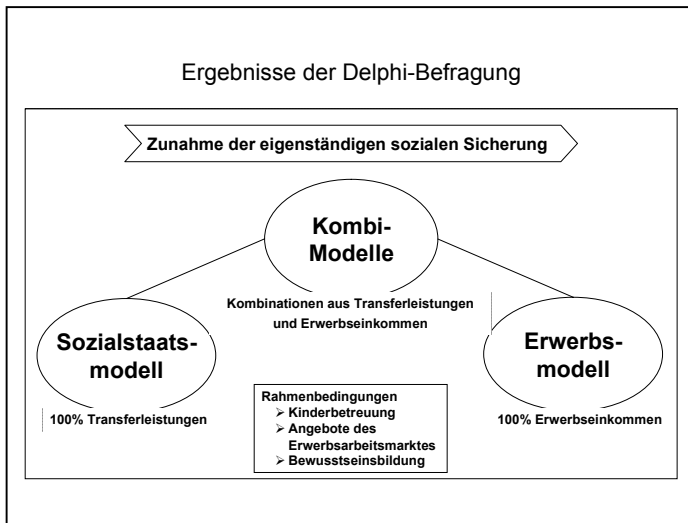 Ergebnisse der Delphi-Befragung
Zunahme der eigenständigen sozialen Sicherung
Kombi-
Modelle
Kombinationen aus Transferleistungen
und Erwerbseinkommen
Sozialstaats-
modell
100% Transferleistungen
Erwerbs-
modell
100% Erwerbseinkommen
Rahmenbedingungen
➢ Kinderbetreuung
➢ Angebote des
Erwerbsarbeitsmarktes
➢ Bewusstseinsbildung